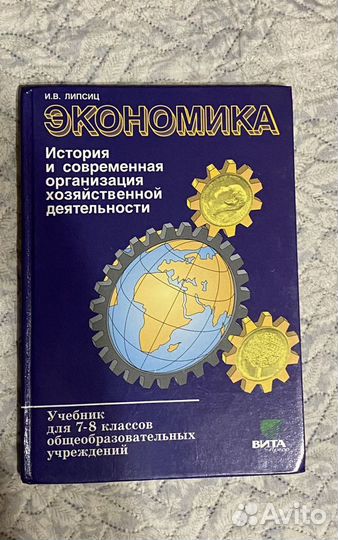 И.В. ЛИПСИЦ
ЭКОНОМИКА
История
и современная
организация
хозяйственной
деятельности
Учебник
для 7-8 классов
общеобразовательных
учреждений
ВИТА
Avito